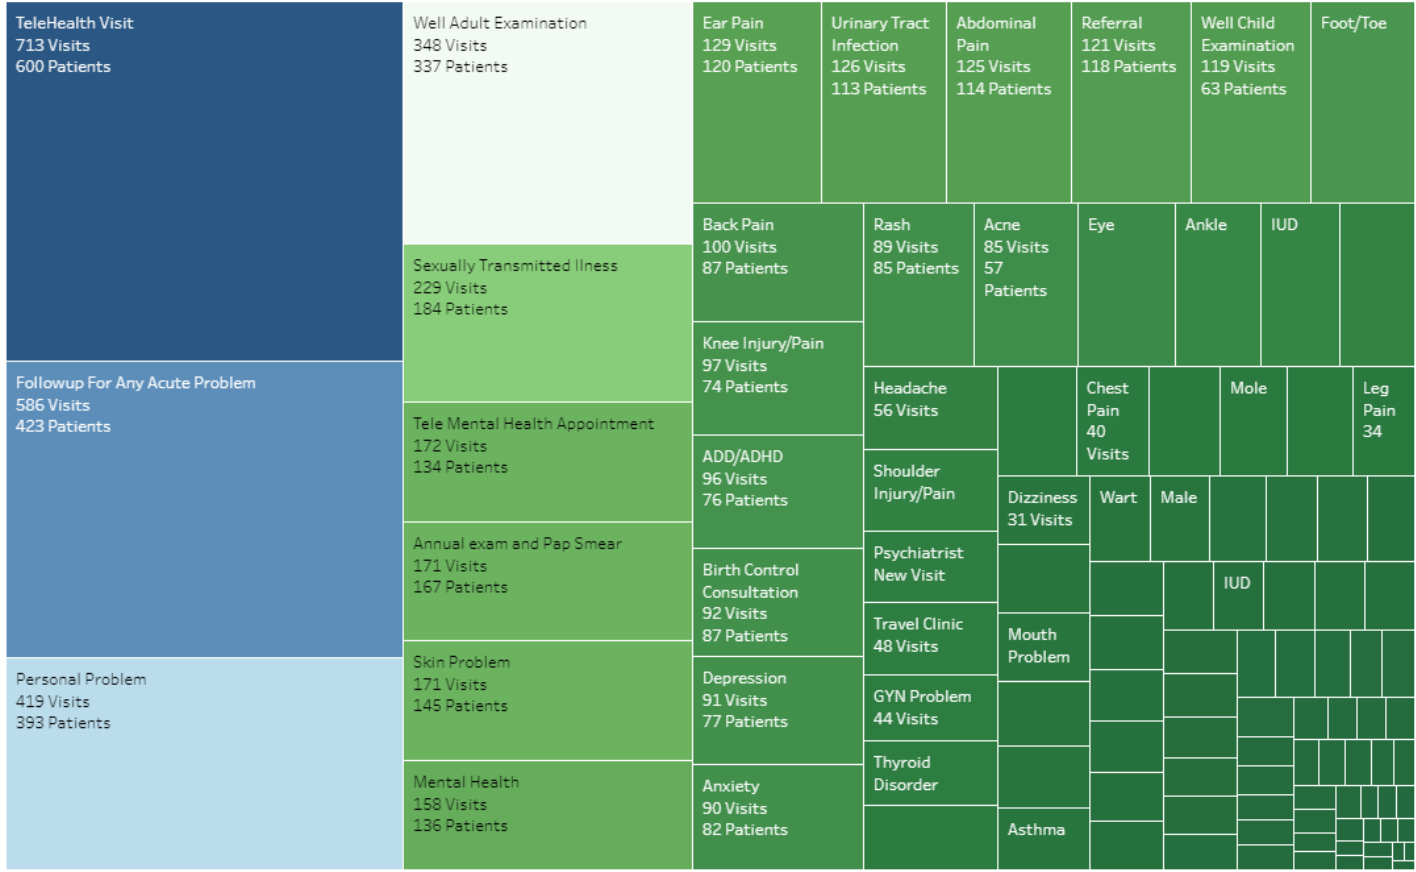 TeleHealth Visit
713 Visits
600 Patients
Followup For Any Acute Problem
586 Visits
423 Patients
Personal Problem
419 Visits
393 Patients
Well Adult Examination
348 Visits
337 Patients
Sexually Transmitted Ilness
229 Visits
184 Patients
Tele Mental Health Appointment
172 Visits
134 Patients
Annual exam and Pap Smear
171 Visits
167 Patients
Skin Problem
171 Visits
145 Patients
Mental Health
158 Visits
136 Patients
Ear Pain
129 Visits
120 Patients
Urinary Tract
Infection
126 Visits
113 Patients
Abdominal
Pain
125 Visits
114 Patients
Referral
121 Visits
118 Patients
Well Child
Examination
119 Visits
63 Patients
Foot/Toe
Back Pain
100 Visits
87 Patients
Knee Injury/Pain
97 Visits
74 Patients
ADD/ADHD
96 Visits
76 Patients
Birth Control
Consultation
92 Visits
87 Patients
Depression
91 Visits
77 Patients
Anxiety
90 Visits
82 Patients
Rash
89 Visits
85 Patients
Acne
85 Visits
57
Patients
Eye
Ankle
IUD
Headache
56 Visits
Shoulder
Injury/Pain
Psychiatrist
New Visit
Travel Clinic
48 Visits
GYN Problem
44 Visits
Thyroid
Disorder
Chest
Pain
40
Visits
Mole
Leg
Pain
34
Dizziness
31 Visits
Wart
Male
IUD
Mouth
Problem
Asthma